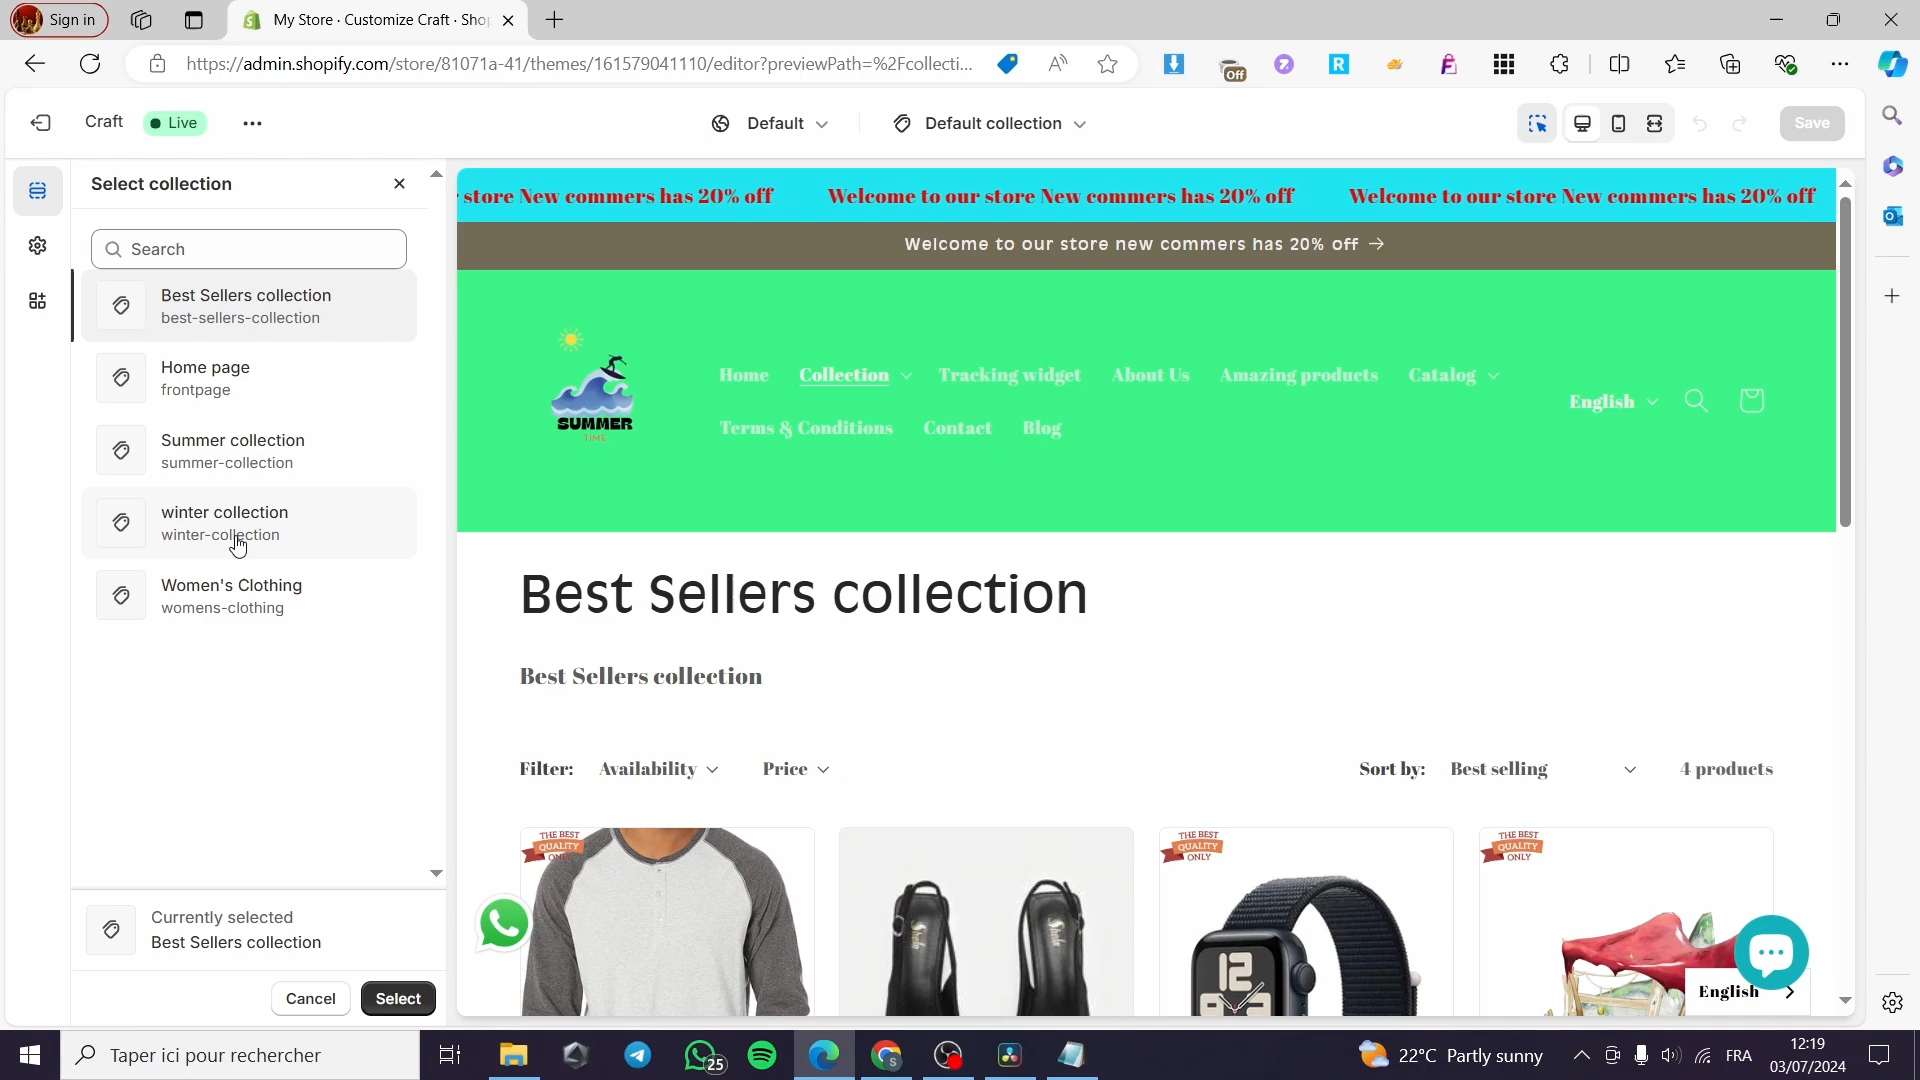 Sign in
My Store · Customize Craft · Shop
https://admin.shopify.com/store/81071a-41/themes/161579041110/editor?previewPath=%2Fcollecti...
Off
Craft
Live
Default
Default collection
Save
Select collection
Search
Best Sellers collection
best-sellers-collection
Home page
frontpage
Summer collection
summer-collection
winter collection
winter-collection
Women's Clothing
womens-clothing
Currently selected
Best Sellers collection
Cancel
Select
store New commers has 20% off
Welcome to our store New commers has 20% off
Welcome to our store New commers has 20% off
Welcome to our store new commers has 20% off →
SUMMER
TIME
Home
Collection
Tracking widget
About Us
Amazing products
Catalog
Terms & Conditions
Contact
Blog
English
Best Sellers collection
Best Sellers collection
Filter:
Availability
Price
Sort by:
Best selling
4 products
THE BEST
QUALITY
ONLY
THE BEST
QUALITY
ONLY
THE BEST
QUALITY
ONLY
12
English
Taper ici pour rechercher
25
22°C Partly sunny
FRA
12:19
03/07/2024